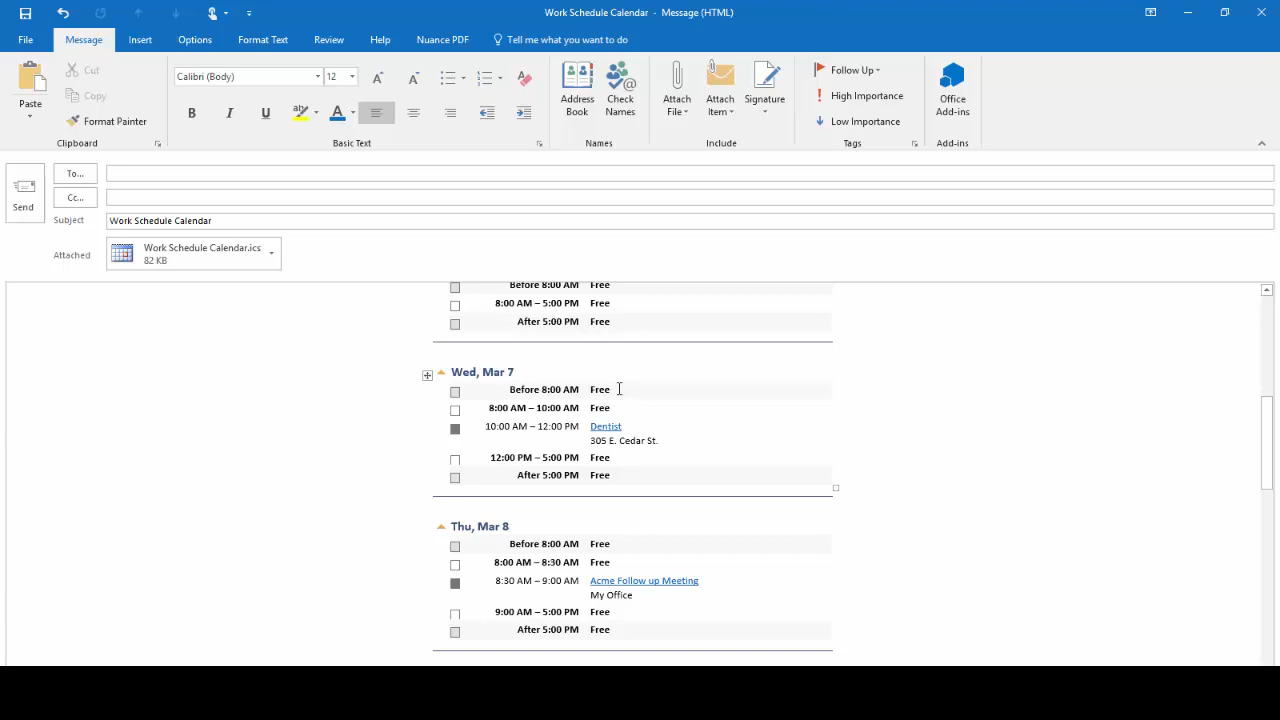 Work Schedule Calendar - Message (HTML)
File Message Insert Options Format Text Review Help Nuance PDF Tell me what you want to do
Paste
Cut
Copy
Format Painter
Clipboard
Calibri (Body) 12
B I U
Basic Text
Address Book
Check Names
Names
Attach File
Attach Item
Signature
Include
Follow Up
High Importance
Low Importance
Tags
Office Add-ins
Add-ins
Send
To...
Cc...
Subject Work Schedule Calendar
Attached Work Schedule Calendar.ics
82 KB
Before 8:00 AM Free
8:00 AM – 5:00 PM Free
After 5:00 PM Free
Wed, Mar 7
Before 8:00 AM Free
8:00 AM – 10:00 AM Free
10:00 AM – 12:00 PM Dentist
305 E. Cedar St.
12:00 PM – 5:00 PM Free
After 5:00 PM Free
Thu, Mar 8
Before 8:00 AM Free
8:00 AM – 8:30 AM Free
8:30 AM – 9:00 AM Acme Follow up Meeting
My Office
9:00 AM – 5:00 PM Free
After 5:00 PM Free